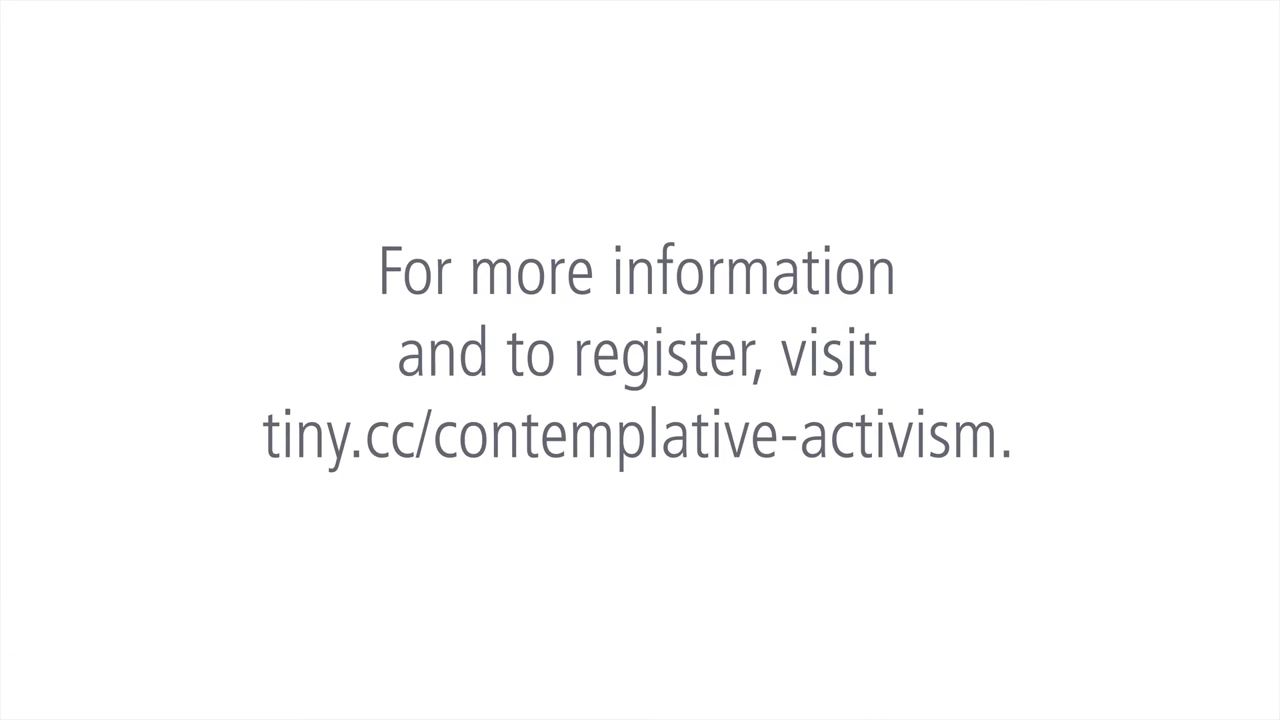 For more information
and to register, visit
tiny.cc/contemplative-activism.